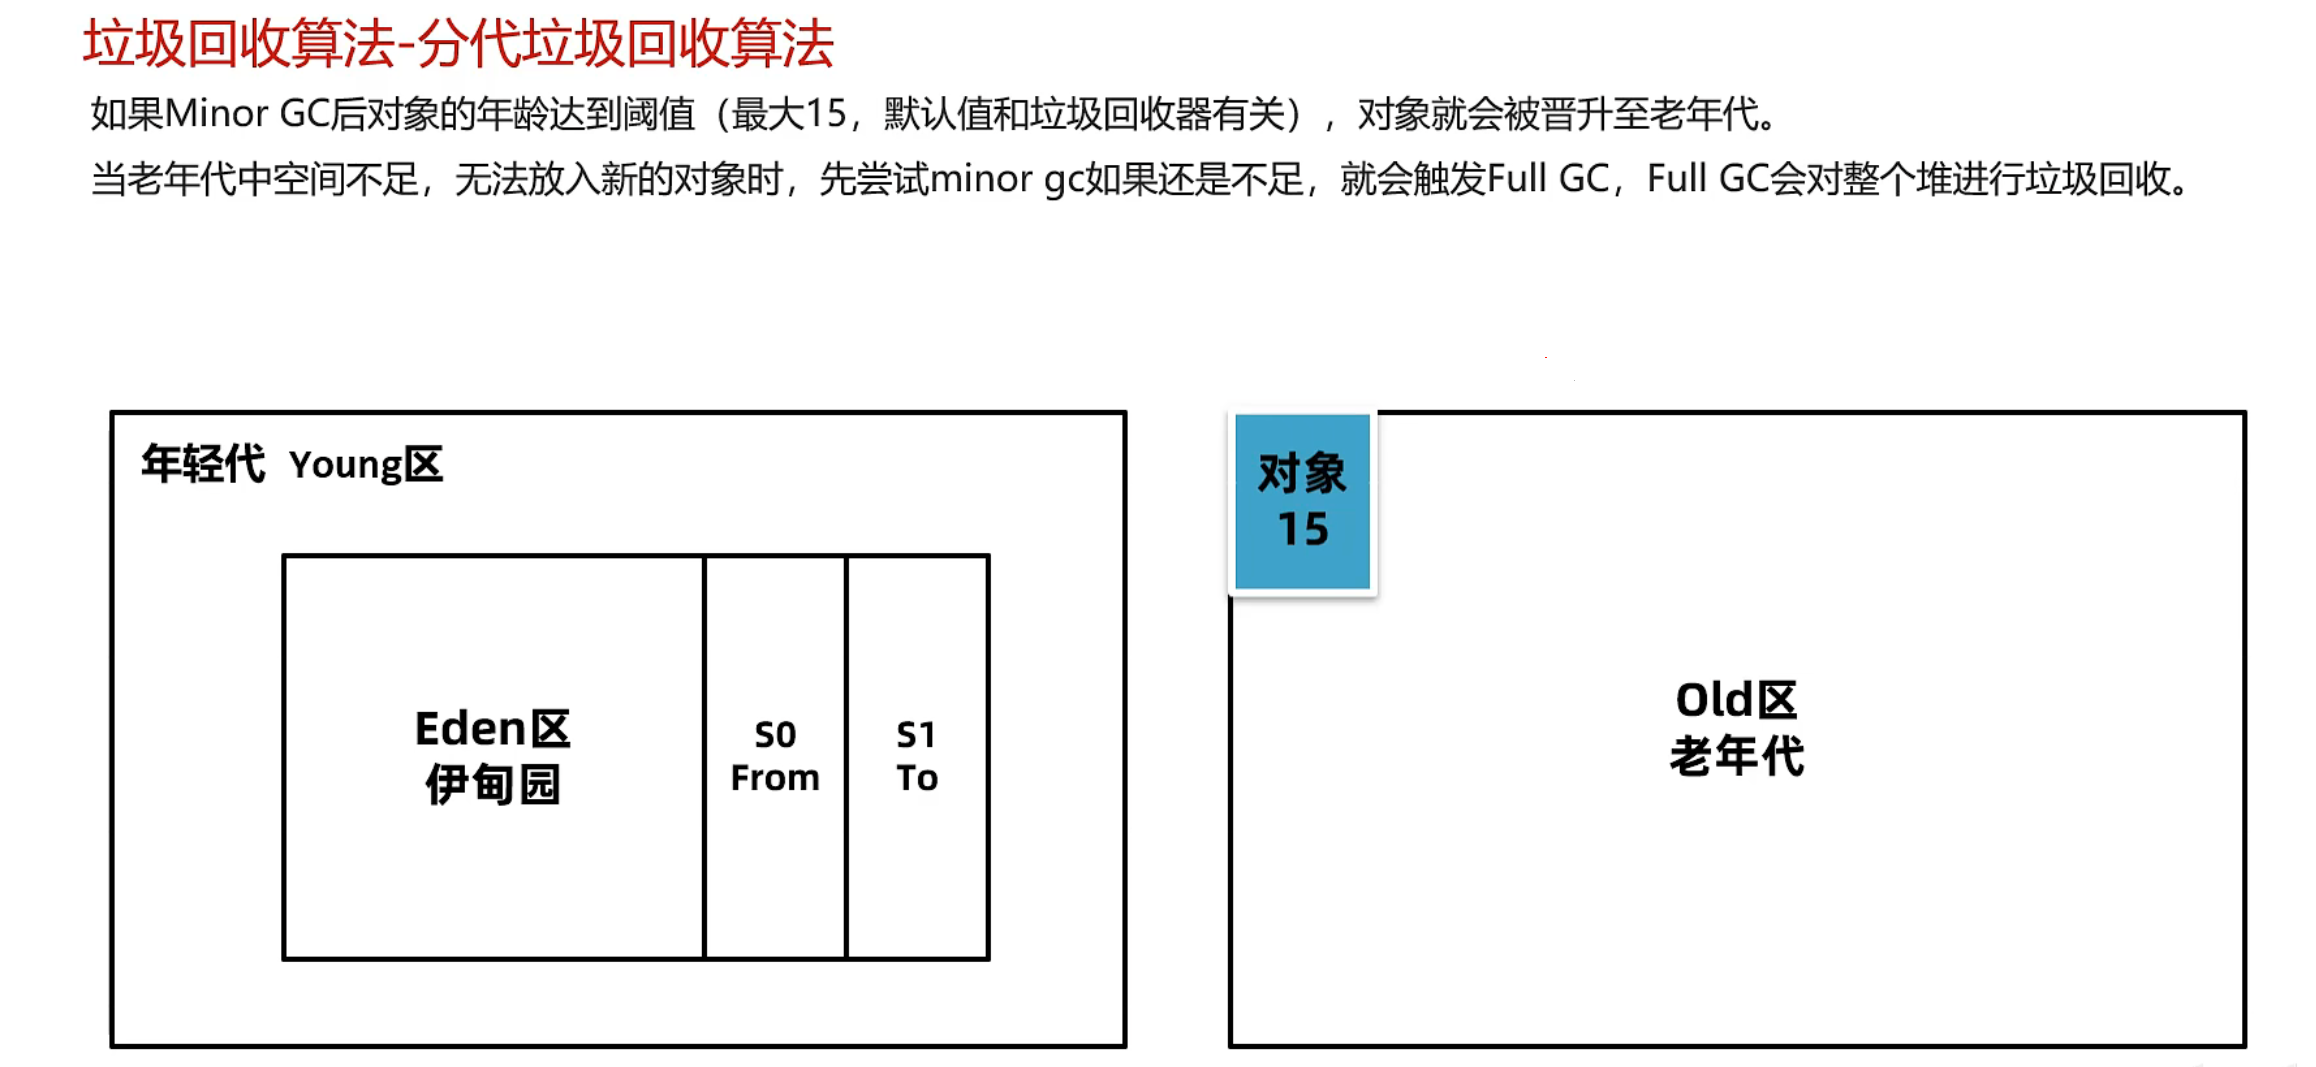 垃圾回收算法-分代垃圾回收算法
如果Minor GC后对象的年龄达到阈值（最大15，默认值和垃圾回收器有关），对象就会被晋升至老年代。
当老年代中空间不足，无法放入新的对象时，先尝试minor gc如果还是不足，就会触发Full GC，Full GC会对整个堆进行垃圾回收。
年轻代 Young区
Eden区
伊甸园
S0
From
S1
To
对象
15
Old区
老年代